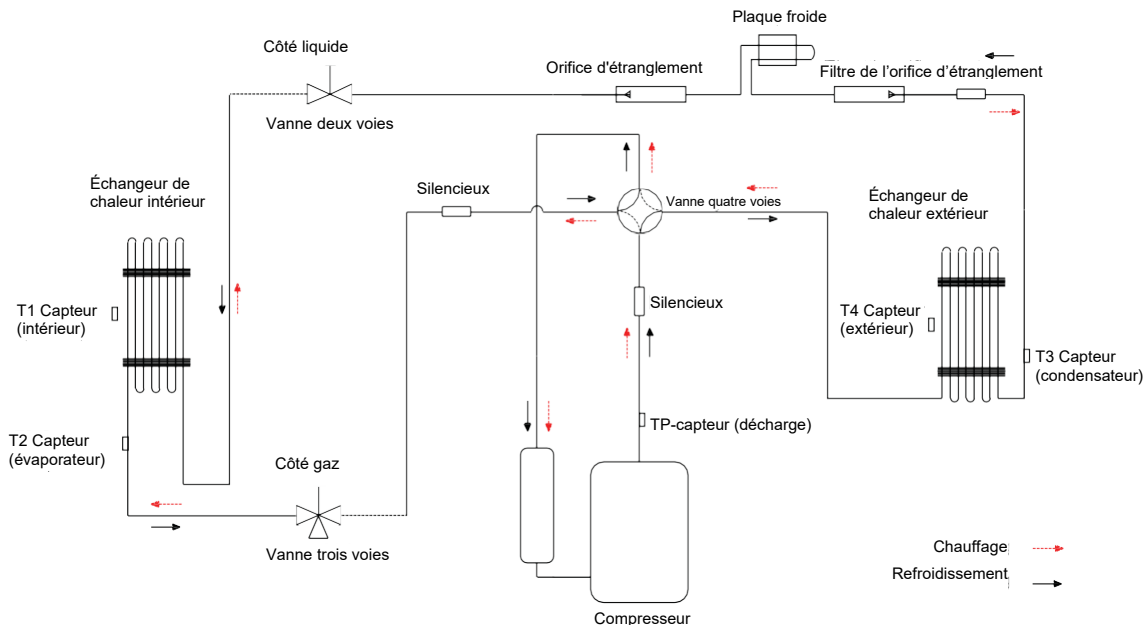 Plaque froide
Côté liquide
Orifice d'étranglement
Filtre de l'orifice d'étranglement
Vanne deux voies
Échangeur de
chaleur intérieur
Silencieux
Vanne quatre voies
Échangeur de
chaleur extérieur
T1 Capteur
(intérieur)
Silencieux
T4 Capteur
(extérieur)
T3 Capteur
(condensateur)
TP-capteur (décharge)
T2 Capteur
(évaporateur)
Côté gaz
Vanne trois voies
Chauffage
Refroidissement
Compresseur